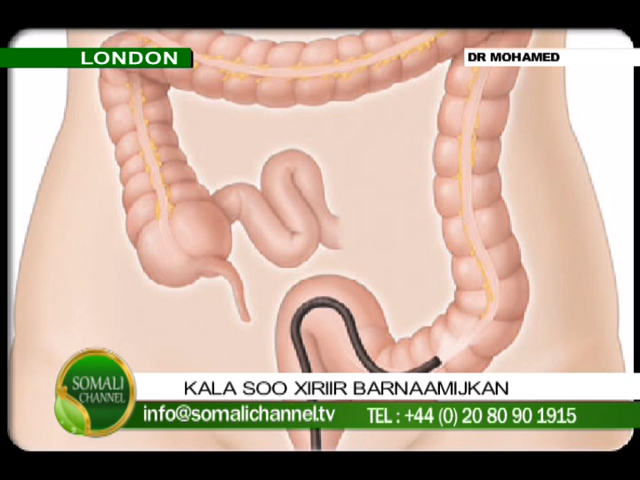 LONDON
DR MOHAMED
KALA SOO XIRIIR BARNAAMIJKAN
SOMALI
CHANNEL
info@somalichannel.tv
TEL : +44 (0) 20 80 90 1915